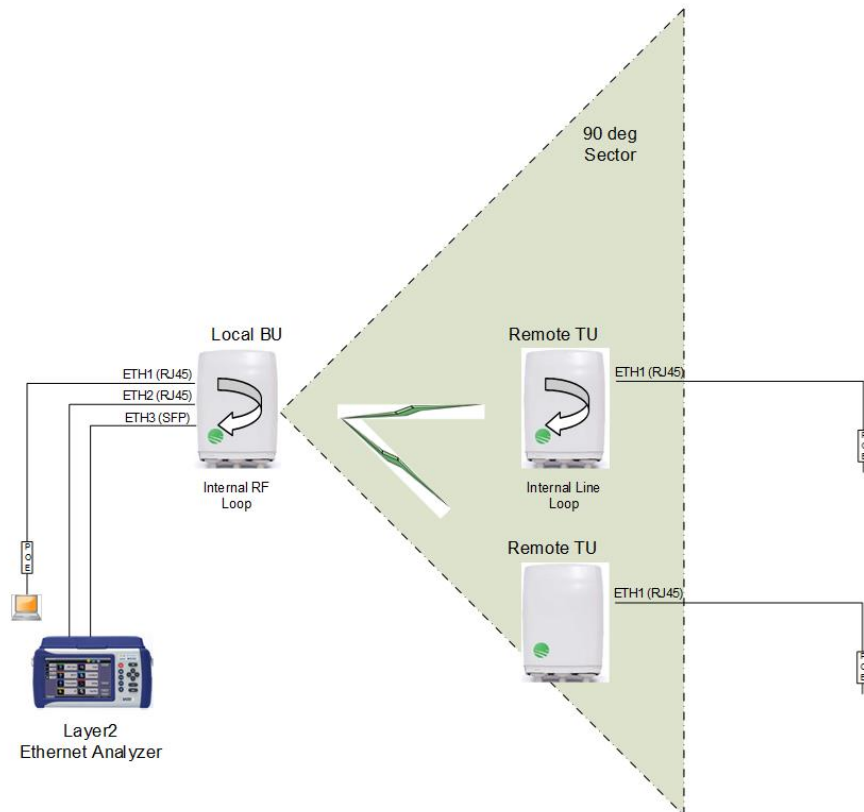 90 deg
Sector
Local BU
Remote TU
ETH1 (RJ45)
ETH2 (RJ45)
ETH3 (SFP)
ETH1 (RJ45)
Internal RF
Loop
Internal Line
Loop
Remote TU
POE
ETH1 (RJ45)
Layer2
Ethernet Analyzer